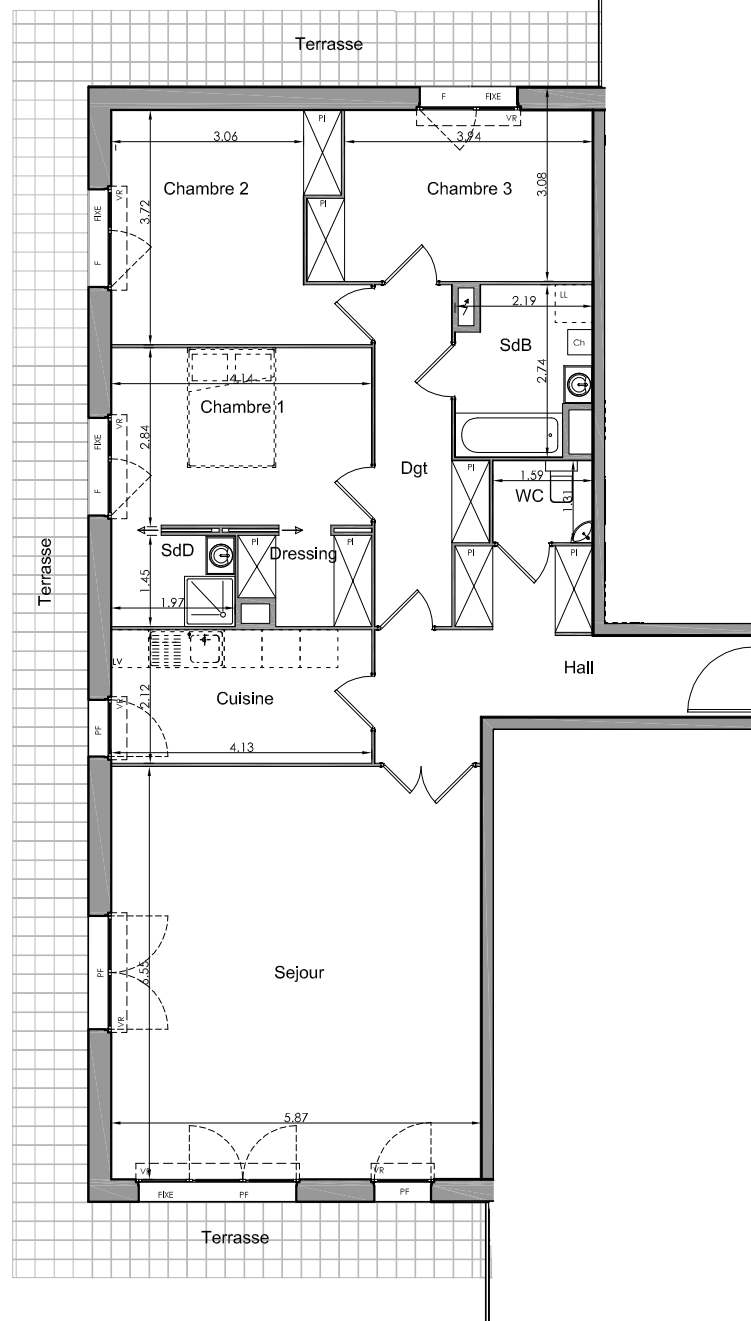 Terrasse
F
FIXE
VR
PI
3.06
3.94
Chambre 2
Chambre 3
VR
FIXE
F
3.72
3.08
PI
2.19
LL
SdB
Ch
2.74
4.14
Chambre 1
VR
FIXE
F
2.84
Dgt
PI
1.59
WC
1.31
SdD
PI
Dressing
PI
PI
PI
1.45
1.97
Terrasse
LV
Hall
Cuisine
VR
2.12
PF
4.13
Sejour
6.55
PF
VR
5.87
VR
VR
FIXE
PF
PF
Terrasse